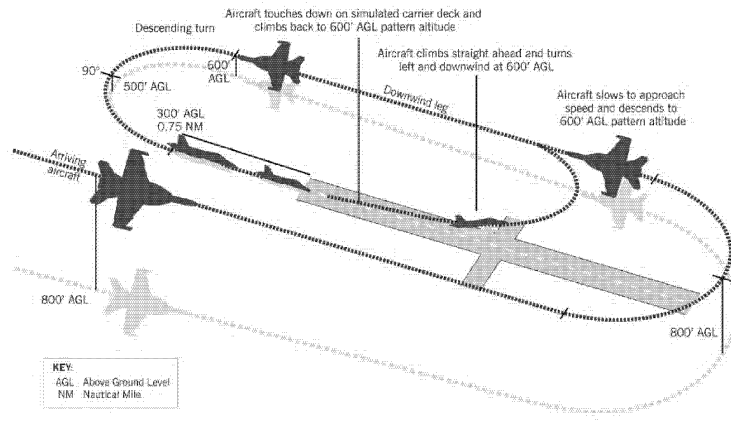 Descending turn
Aircraft touches down on simulated carrier deck and
climbs back to 600' AGL pattern altitude
Aircraft climbs straight ahead and turns
left and downwind at 600' AGL
90°
500' AGL
600'
AGL
Downwind leg
Aircraft slows to approach
speed and descends to
600' AGL pattern altitude
300' AGL
0.75 NM
Arriving
aircraft
800' AGL
800' AGL
KEY:
AGL Above Ground Level
NM Nautical Mile